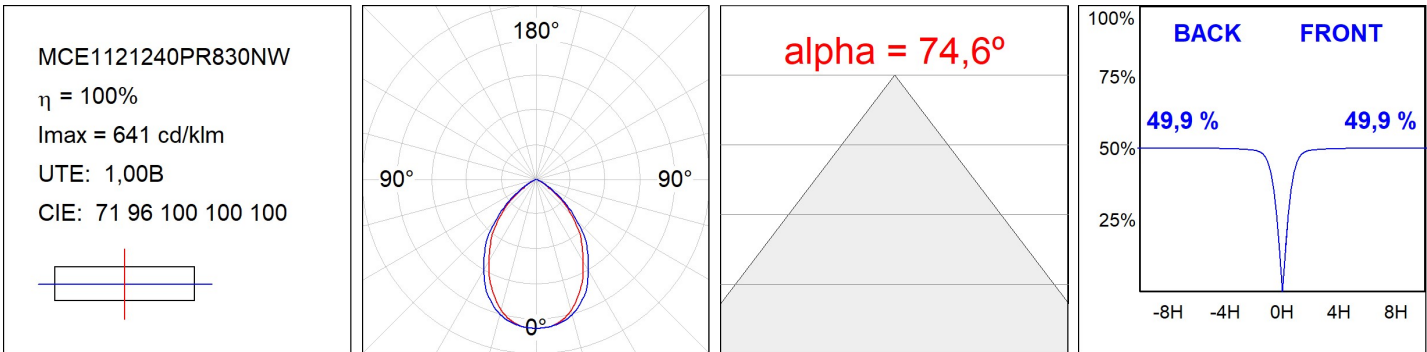 MCE1121240PR830NW
η = 100%
Imax = 641 cd/klm
UTE: 1,00B
CIE: 71 96 100 100 100
180°
90° 90°
0°
alpha = 74,6º
100%
BACK FRONT
75%
49,9 % 49,9 %
50%
25%
-8H -4H 0H 4H 8H